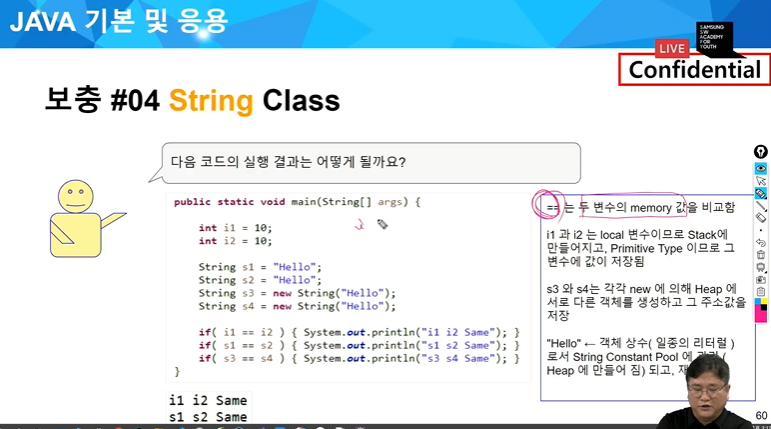 JAVA 기본 및 응용
LIVE
SAMSUNG
SW ACADEMY
FOR
YOUTH
Confidential
보충 #04 String Class
다음 코드의 실행 결과는 어떻게 될까요?
public static void main(String[] args) {
int i1 = 10;
int i2 = 10;
String s1 = "Hello";
String s2 = "Hello";
String s3 = new String("Hello");
String s4 = new String("Hello");
if( i1 == i2 ) { System.out.println("i1 i2 Same"); }
if( s1 == s2 ) { System.out.println("s1 s2 Same"); }
if( s3 == s4 ) { System.out.println("s3 s4 Same"); }
}
i1 i2 Same
s1 s2 Same
== 는 두 변수의 memory 값을 비교함
i1 과 i2 는 local 변수이므로 Stack에
만들어지고, Primitive Type 이므로 그
변수에 값이 저장됨
s3 와 s4는 각각 new 에 의해 Heap 에
서로 다른 객체를 생성하고 그 주소값을
저장
"Hello" ← 객체 상수( 일종의 리터럴 )
로서 String Constant Pool 에 (
Heap 에 만들어 짐) 되고,
60